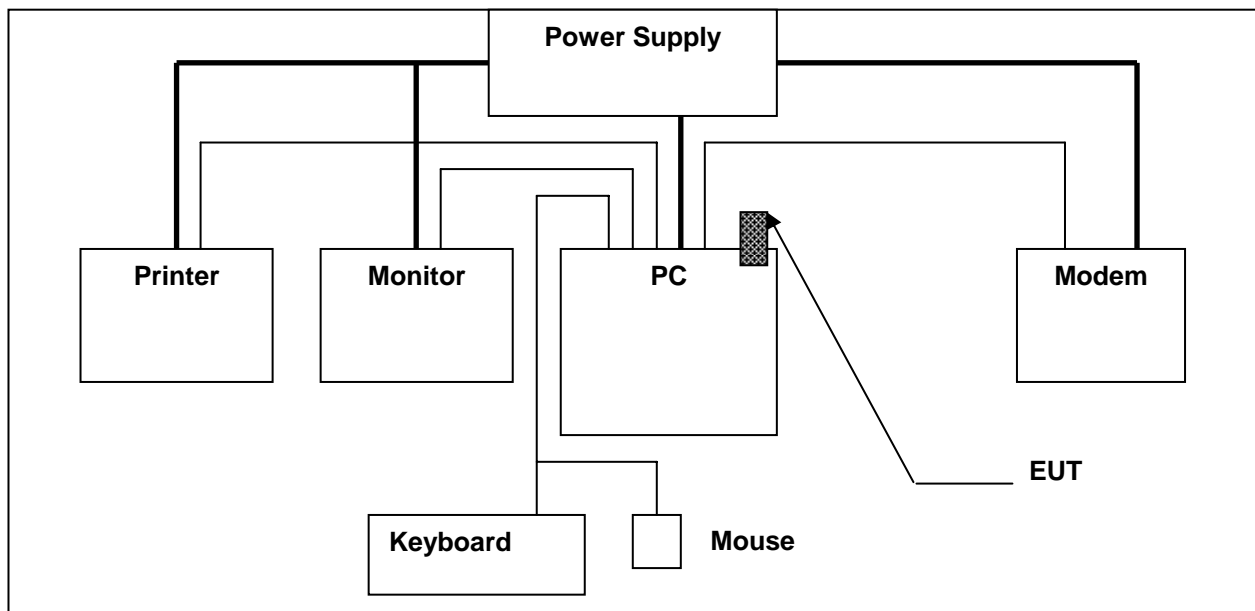 Power Supply
Printer
Monitor
PC
Modem
EUT
Keyboard
Mouse